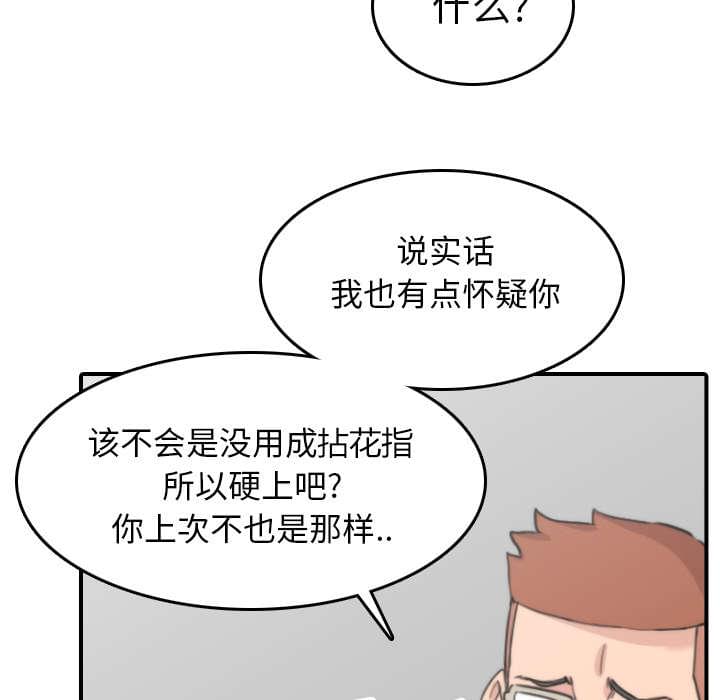 什么?
说实话
我也有点怀疑你
该不会是没用成拈花指
所以硬上吧?
你上次不也是那样..